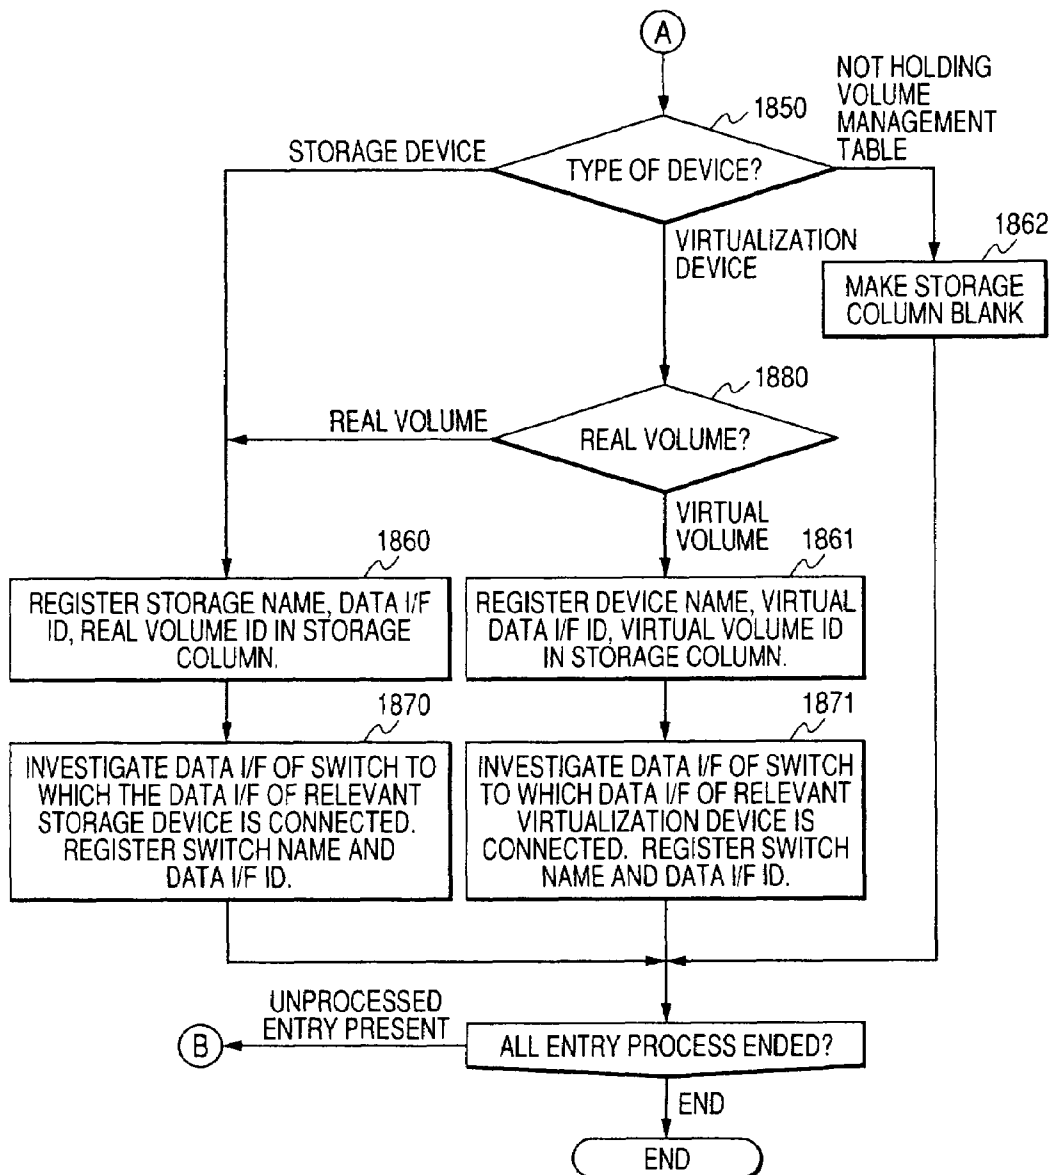 A
NOT HOLDING
VOLUME
MANAGEMENT
TABLE
1850
STORAGE DEVICE
TYPE OF DEVICE?
VIRTUALIZATION
DEVICE
1862
MAKE STORAGE
COLUMN BLANK
1880
REAL VOLUME
REAL VOLUME?
VIRTUAL
VOLUME
1860
REGISTER STORAGE NAME, DATA I/F
ID, REAL VOLUME ID IN STORAGE
COLUMN.
1861
REGISTER DEVICE NAME, VIRTUAL
DATA I/F ID, VIRTUAL VOLUME ID
IN STORAGE COLUMN.
1870
INVESTIGATE DATA I/F OF SWITCH TO
WHICH THE DATA I/F OF RELEVANT
STORAGE DEVICE IS CONNECTED.
REGISTER SWITCH NAME AND
DATA I/F ID.
1871
INVESTIGATE DATA I/F OF SWITCH
TO WHICH DATA I/F OF RELEVANT
VIRTUALIZATION DEVICE IS
CONNECTED. REGISTER SWITCH
NAME AND DATA I/F ID.
UNPROCESSED
ENTRY PRESENT
B
ALL ENTRY PROCESS ENDED?
END
END